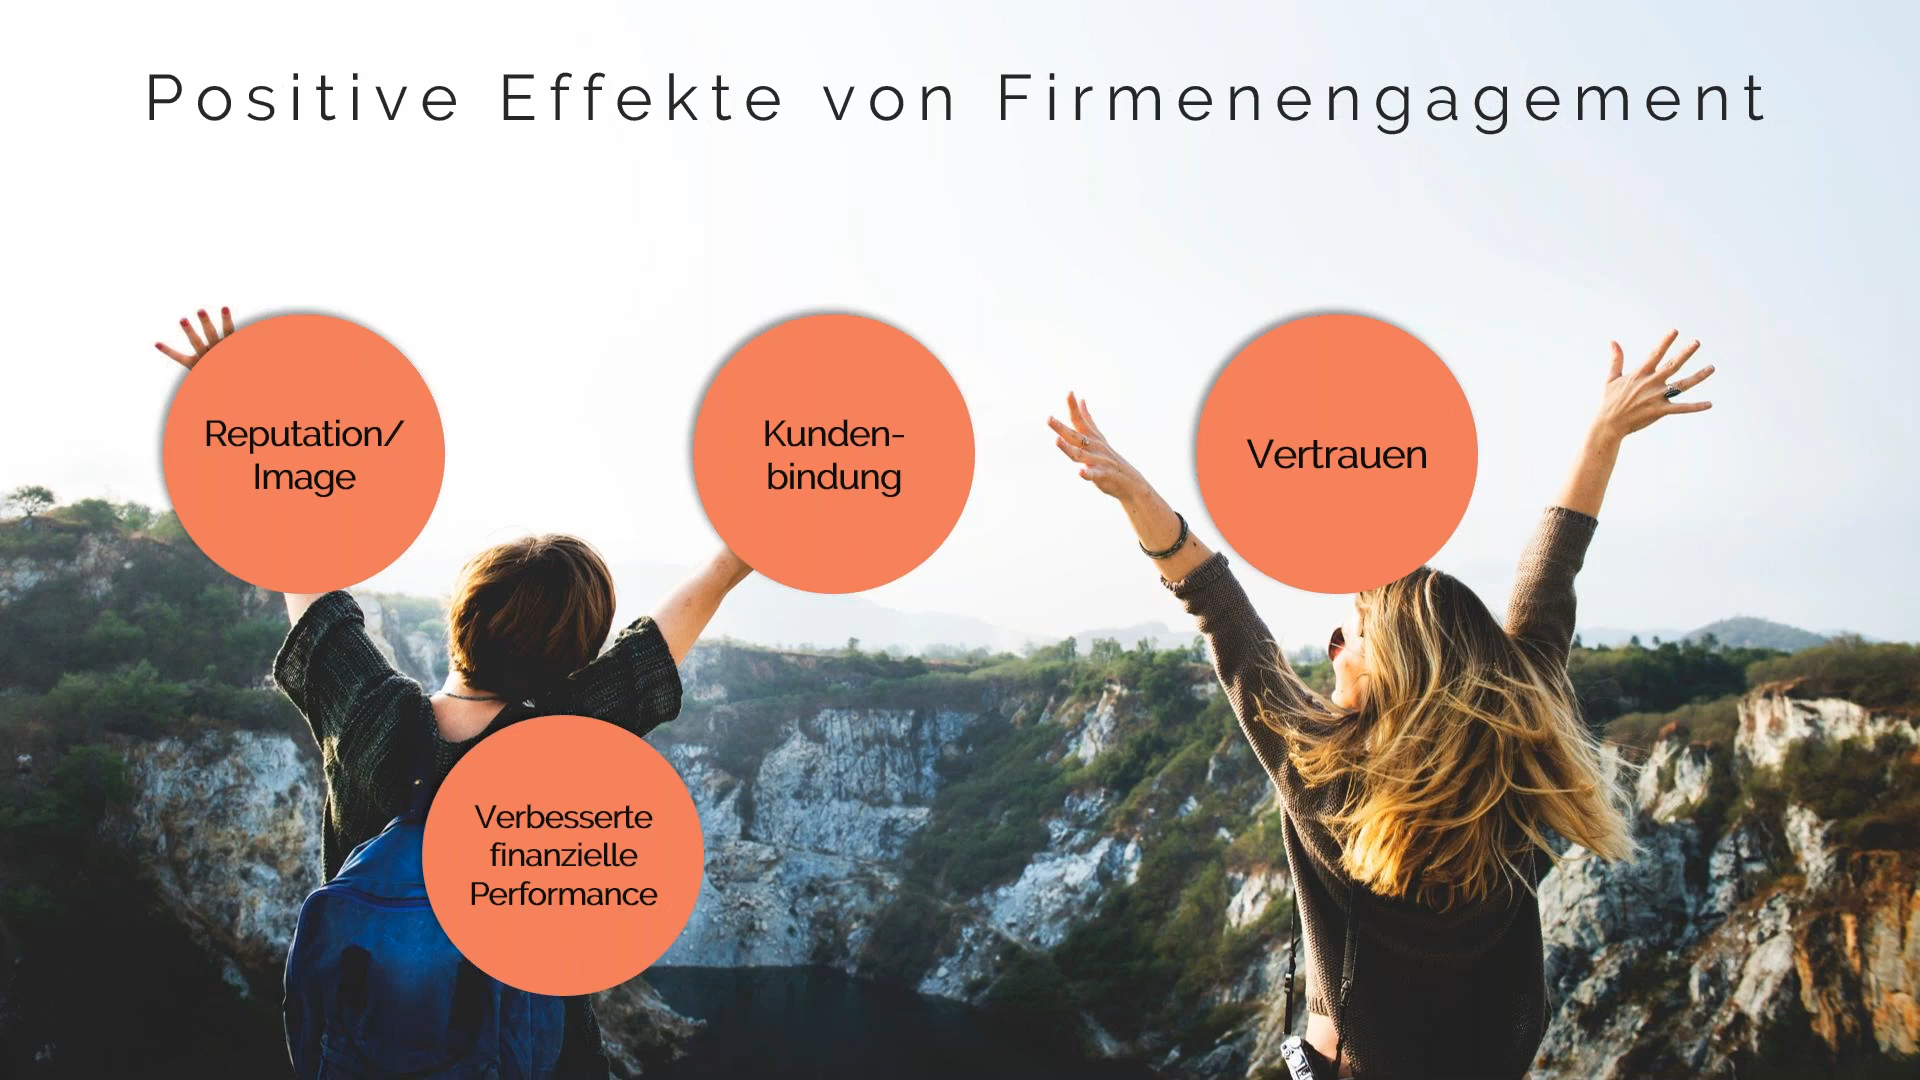 Positive Effekte von Firmenengagement
Reputation/
Image
Kunden-
bindung
Vertrauen
Verbesserte
finanzielle
Performance